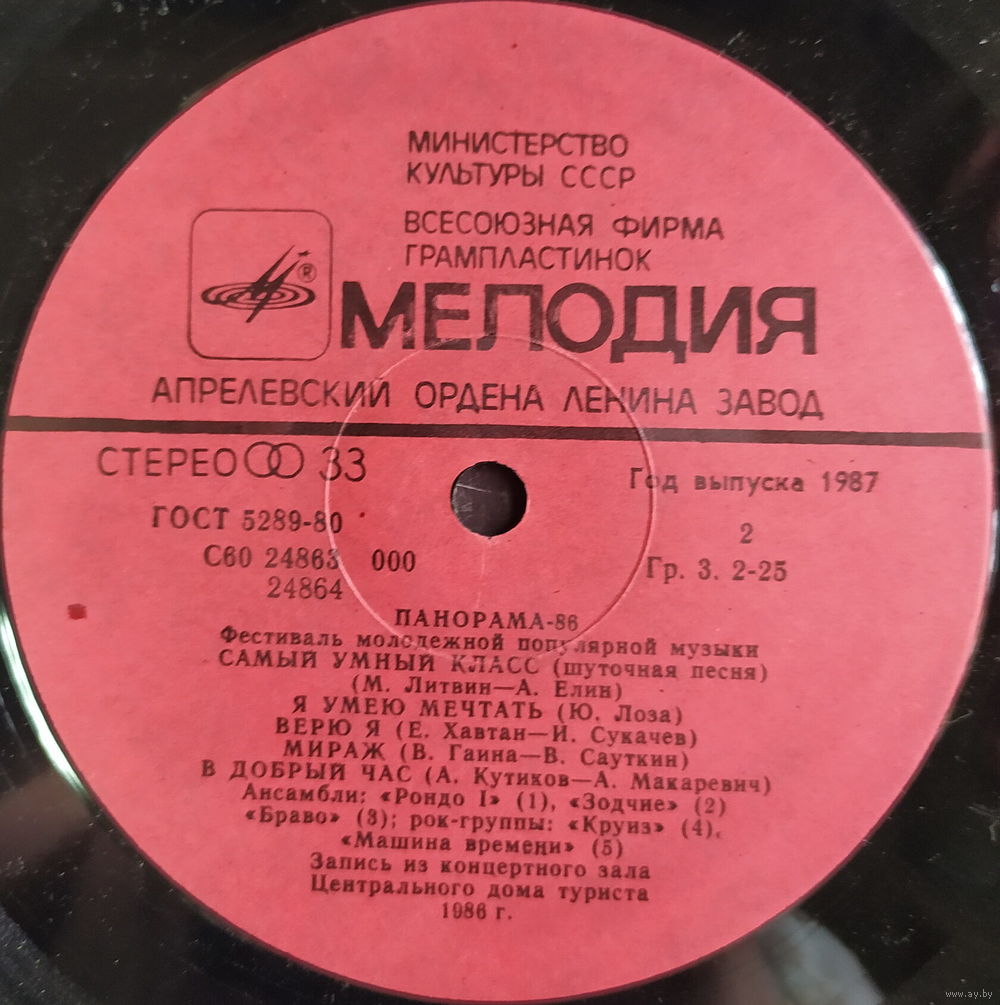 МИНИСТЕРСТВО
КУЛЬТУРЫ СССР
ВСЕСОЮЗНАЯ ФИРМА
ГРАМПЛАСТИНОК
®
МЕЛОДИЯ
АПРЕЛЕВСКИЙ ОРДЕНА ЛЕНИНА ЗАВОД
СТЕРЕО 33
Год выпуска 1987
ГОСТ 5289-80
2
С60 24863 000
Гр. 3. 2-25
24864
ПАНОРАМА-86
Фестиваль молодежной популярной музыки
САМЫЙ УМНЫЙ КЛАСС (шуточная песня)
(М. Литвин—А. Елин)
Я УМЕЮ МЕЧТАТЬ (Ю. Лоза)
ВЕРЮ Я (Е. Хавтан—И. Сукачев)
МИРАЖ (В. Гаина—В. Сауткин)
В ДОБРЫЙ ЧАС (А. Кутиков—А. Макаревич)
Ансамбли: «Рондо I» (1), «Зодчие» (2)
«Браво» (3); рок-группы: «Круиз» (4),
«Машина времени» (5)
Запись из концертного зала
Центрального дома туриста
1986 г.
www.ay.by